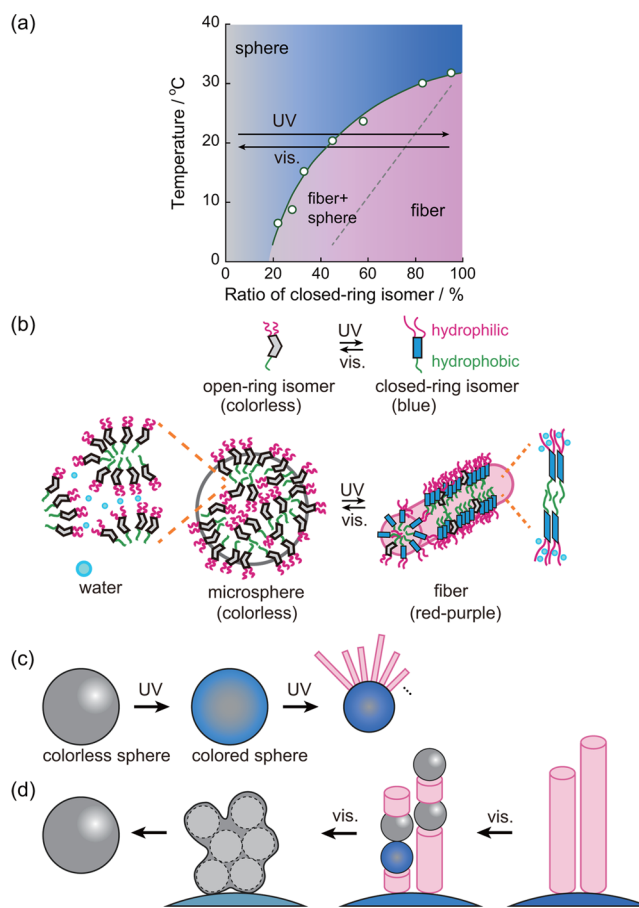 (a)
40
30
20
10
0
Temperature / °C
sphere
UV
vis.
fiber+
sphere
fiber
0 20 40 60 80 100
Ratio of closed-ring isomer / %
(b)
UV
vis.
hydrophilic
hydrophobic
open-ring isomer
(colorless)
closed-ring isomer
(blue)
UV
vis.
water
microsphere
(colorless)
fiber
(red-purple)
(c)
UV
UV
...
colorless sphere
colored sphere
(d)
vis.
vis.